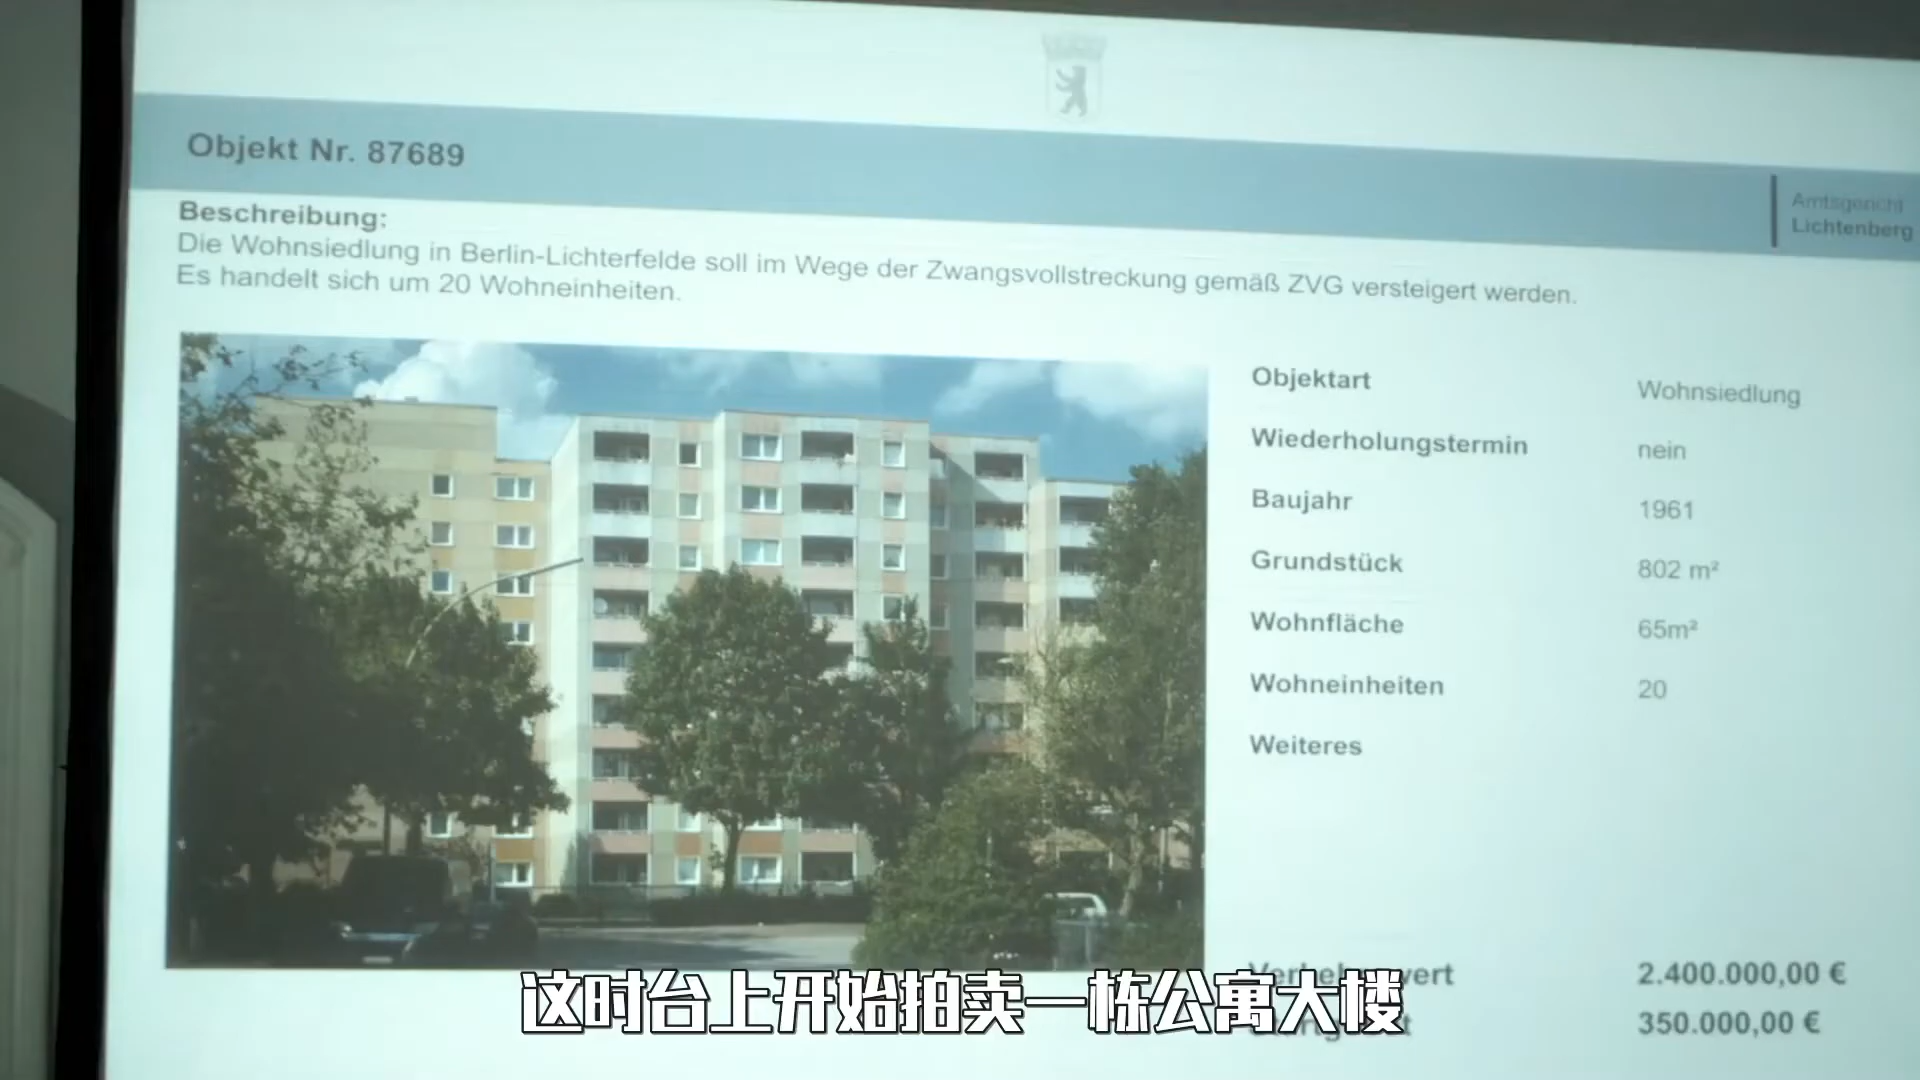 Objekt Nr. 87689
Amtsgericht
Lichtenberg
Beschreibung:
Die Wohnsiedlung in Berlin-Lichterfelde soll im Wege der Zwangsvollstreckung gemäß ZVG versteigert werden.
Es handelt sich um 20 Wohneinheiten.
Objektart Wohnsiedlung
Wiederholungstermin nein
Baujahr 1961
Grundstück 802 m²
Wohnfläche 65m²
Wohneinheiten 20
Weiteres
2.400.000,00 €
350.000,00 €
这时台上开始拍卖一栋公寓大楼